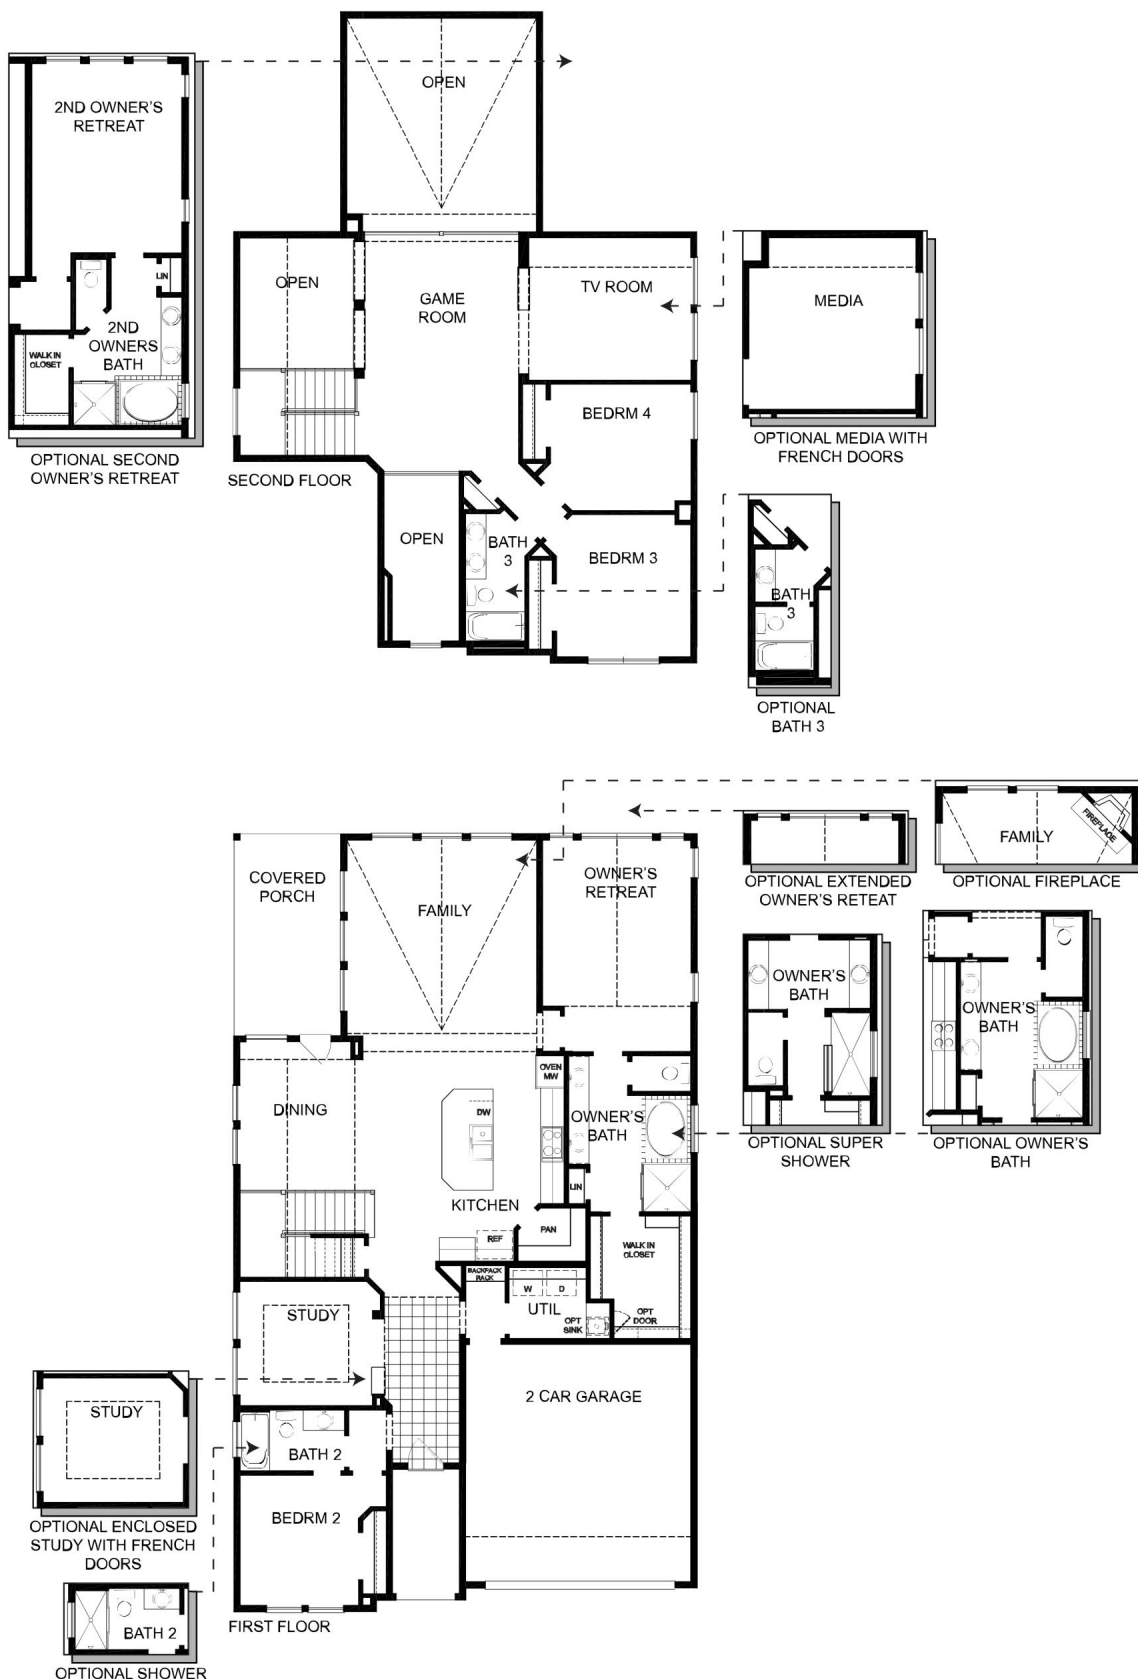 2ND OWNER'S
RETREAT
LIN
2ND
OWNERS
BATH
WALK IN
CLOSET
OPTIONAL SECOND
OWNER'S RETREAT
OPEN
OPEN
GAME
ROOM
TV ROOM
BEDRM 4
SECOND FLOOR
OPEN
BATH
3
BEDRM 3
MEDIA
OPTIONAL MEDIA WITH
FRENCH DOORS
BATH
3
OPTIONAL
BATH 3
COVERED
PORCH
FAMILY
OWNER'S
RETREAT
OPTIONAL EXTENDED
OWNER'S RETEAT
FAMILY
FIREPLACE
OPTIONAL FIREPLACE
OWNER'S
BATH
OPTIONAL SUPER
SHOWER
OWNER'S
BATH
OPTIONAL OWNER'S
BATH
DINING
OVEN
MW
DW
OWNER'S
BATH
LIN
KITCHEN
REF
PAN
WALK IN
CLOSET
BACKPACK
RACK
W
D
UTIL
OPT
SINK
OPT
DOOR
STUDY
2 CAR GARAGE
BATH 2
BEDRM 2
FIRST FLOOR
STUDY
OPTIONAL ENCLOSED
STUDY WITH FRENCH
DOORS
BATH 2
OPTIONAL SHOWER